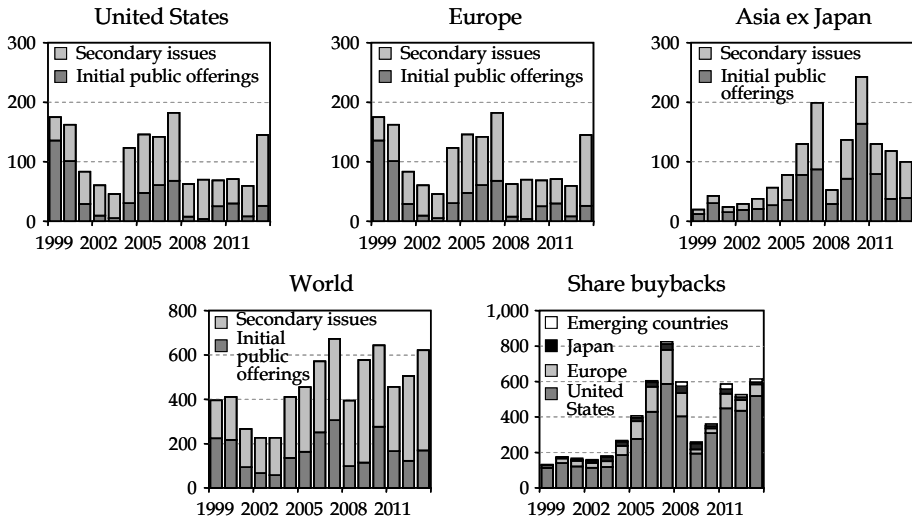 United States
300
200
100
0
Secondary issues
Initial public offerings
1999 2002 2005 2008 2011
Europe
300
200
100
0
Secondary issues
Initial public offerings
1999 2002 2005 2008 2011
Asia ex Japan
300
200
100
0
Secondary issues
Initial public
offerings
1999 2002 2005 2008 2011
World
800
600
400
200
0
Secondary issues
Initial
public
offerings
1999 2002 2005 2008 2011
Share buybacks
1,000
800
600
400
200
0
Emerging countries
Japan
Europe
United
States
1999 2002 2005 2008 2011